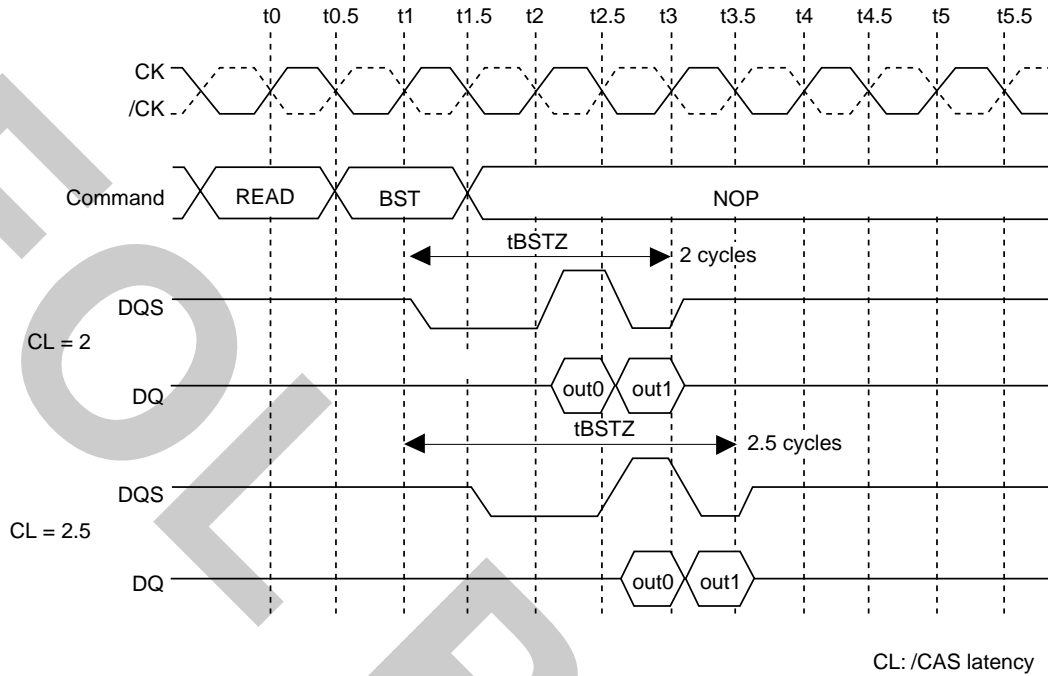 t0 t0.5 t1 t1.5 t2 t2.5 t3 t3.5 t4 t4.5 t5 t5.5
CK
/CK
Command READ BST NOP
tBSTZ
2 cycles
DQS
CL = 2
DQ out0 out1
tBSTZ
2.5 cycles
DQS
CL = 2.5
DQ out0 out1
CL: /CAS latency